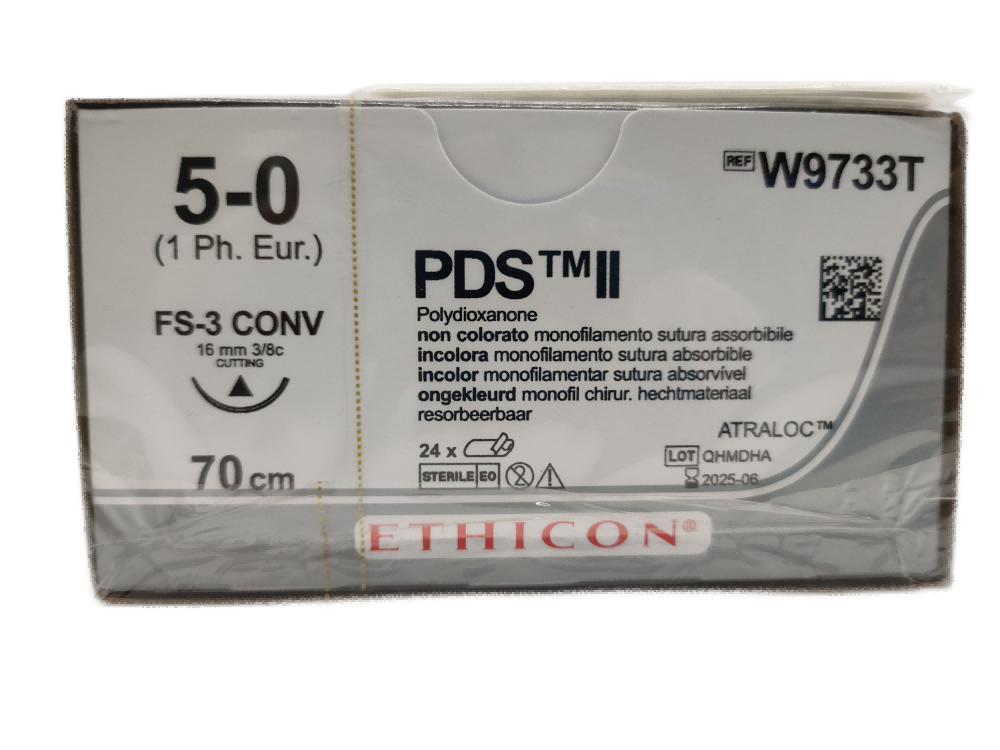 5-0
(1 Ph. Eur.)
FS-3 CONV
16 mm 3/8c
CUTTING
70 cm
REF W9733T
PDS™II
Polydioxanone
non colorato monofilamento sutura assorbibile
incolora monofilamento sutura absorbible
incolor monofilamentar sutura absorvível
ongekleurd monofil chirur. hechtmateriaal
resorbeerbaar
24 x
STERILE EO 2
ATRALOC™
LOT QHMDHA
2025-06
ETHICON®